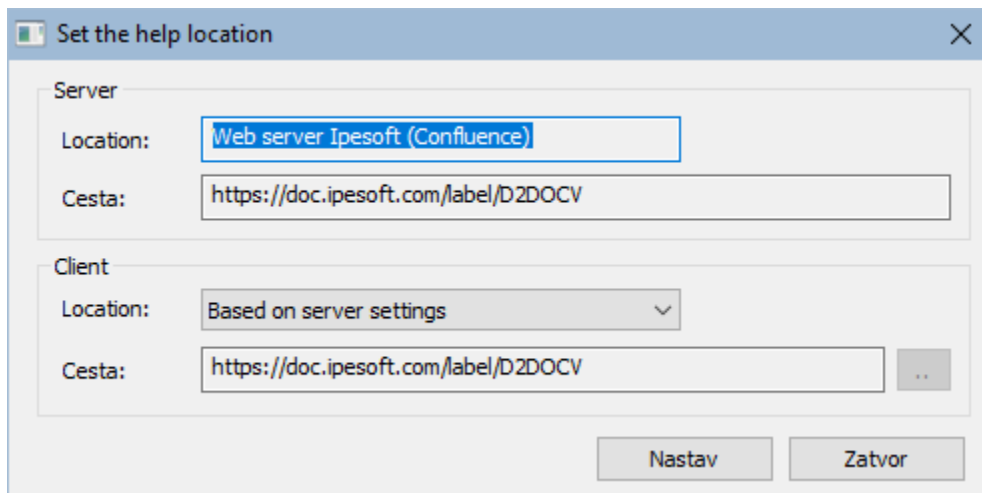 Set the help location
Server
Location:
Web server Ipesoft (Confluence)
Cesta:
https://doc.ipesoft.com/label/D2DOCV
Client
Location:
Based on server settings
Cesta:
https://doc.ipesoft.com/label/D2DOCV
..
Nastav
Zatvor